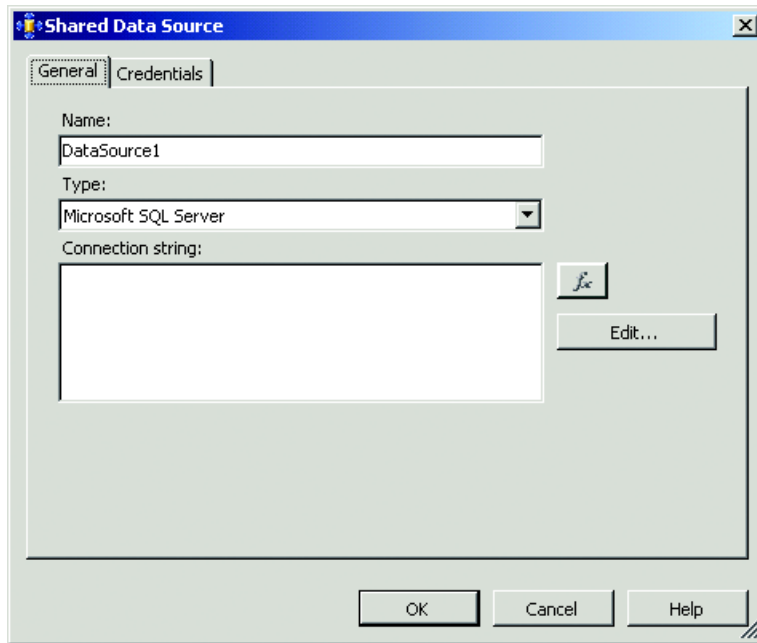 Shared Data Source
General Credentials
Name:
DataSource1
Type:
Microsoft SQL Server
Connection string:
fx
Edit...
OK Cancel Help